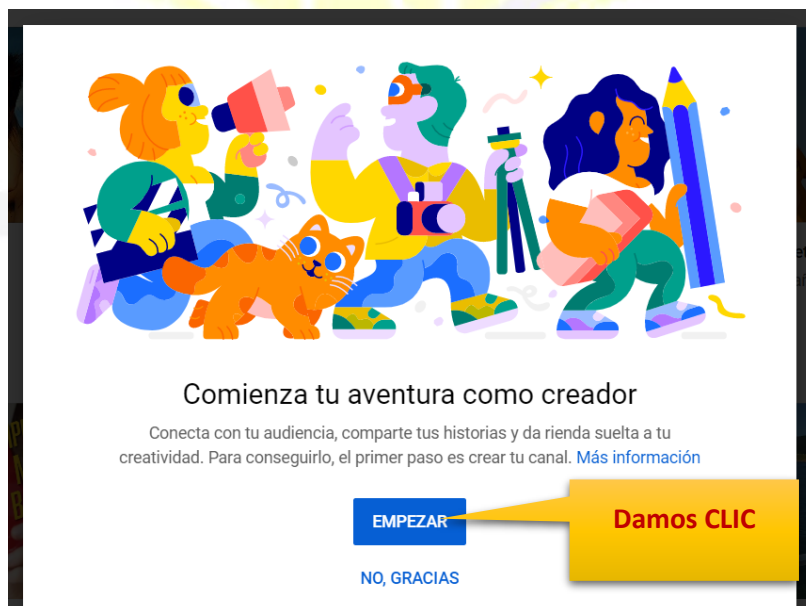 Comienza tu aventura como creador
Conecta con tu audiencia, comparte tus historias y da rienda suelta a tu
creatividad. Para conseguirlo, el primer paso es crear tu canal. Más información
EMPEZAR
Damos CLIC
NO, GRACIAS